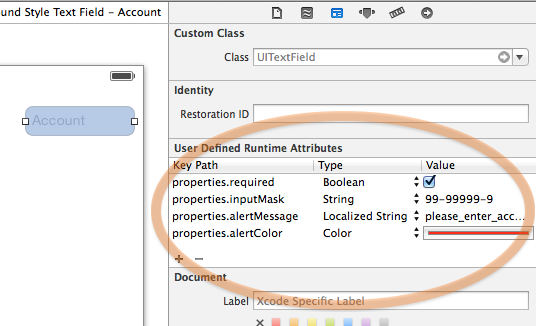 und Style Text Field – Account
Custom Class
Class UITextField
Account
Identity
Restoration ID
User Defined Runtime Attributes
Key Path Type Value
properties.required Boolean
properties.inputMask String 99-99999-9
properties.alertMessage Localized String please_enter_acc...
properties.alertColor Color
Document
Label Xcode Specific Label